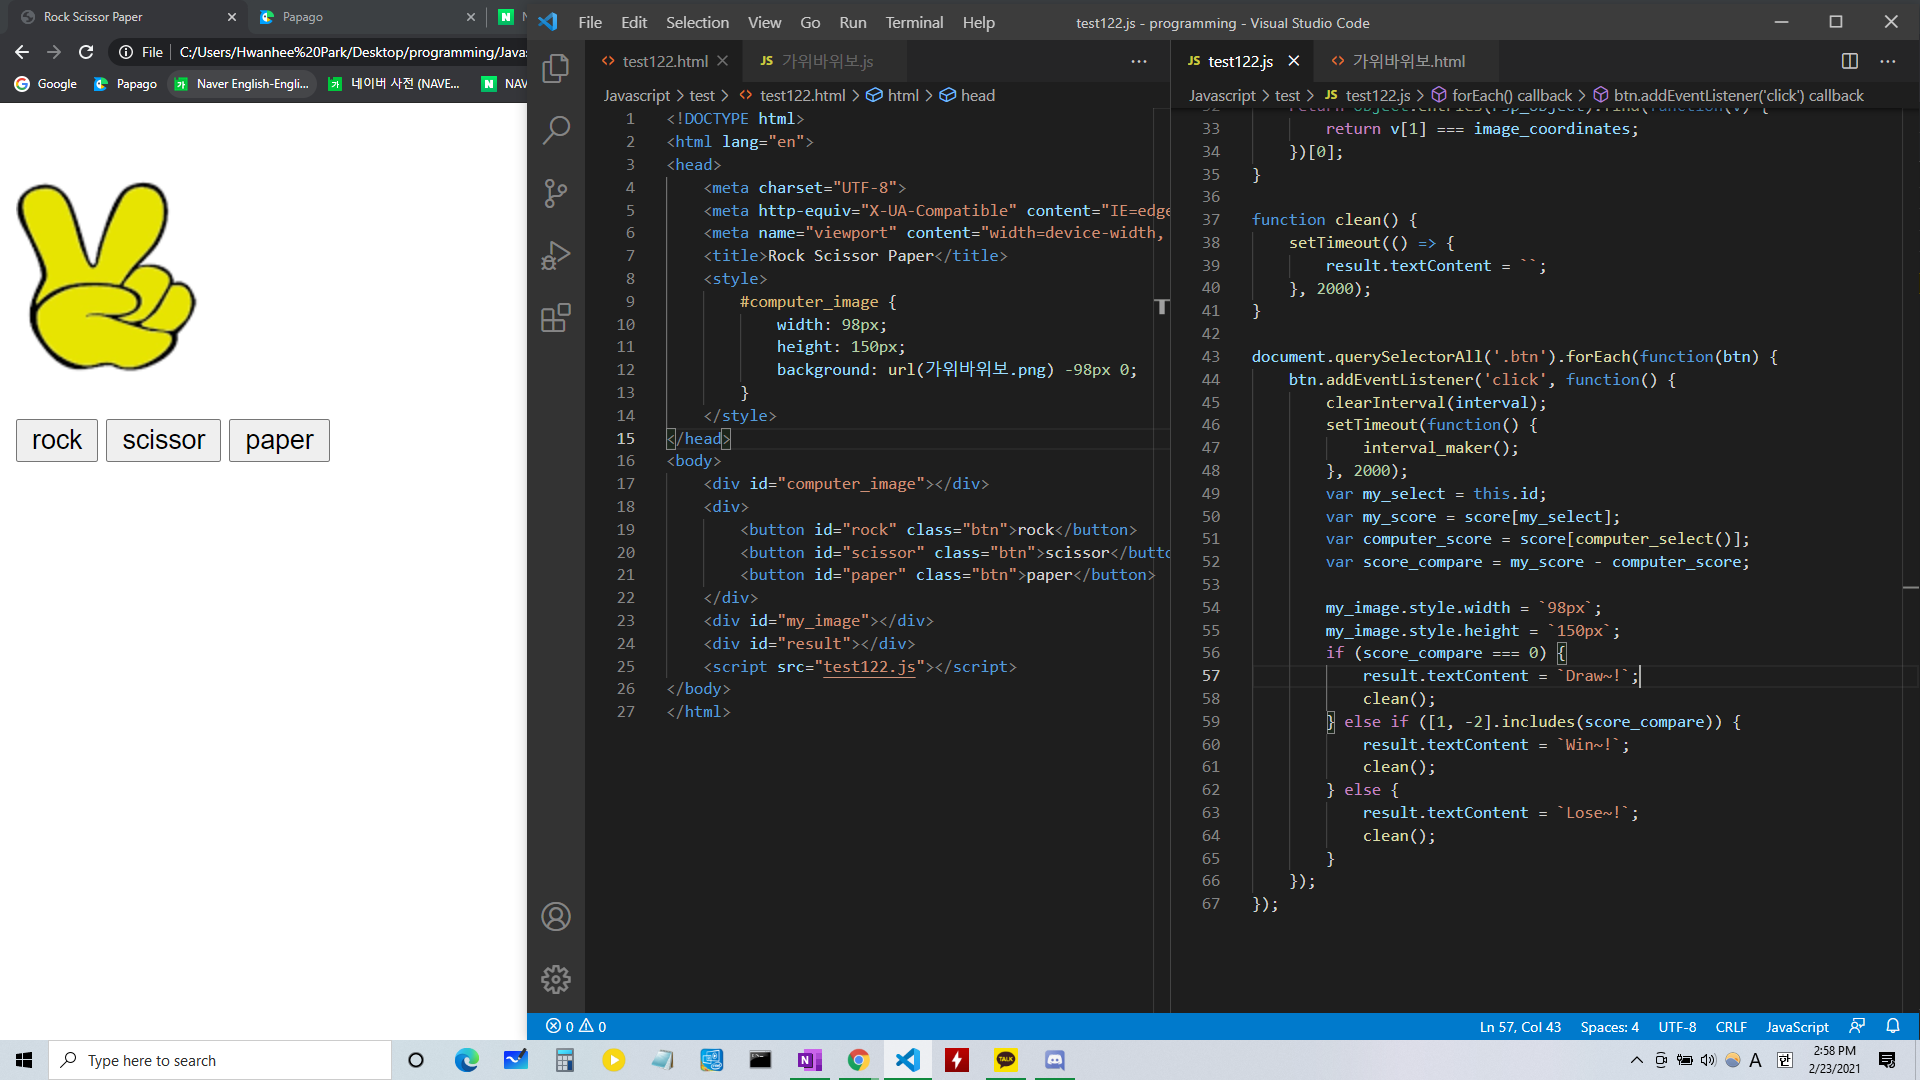 Rock Scissor Paper
Papago
File C:/Users/Hwanhee%20Park/Desktop/programming/Javas
Google Papago Naver English-Engli... 네이버 사전 (NAVE... NAV
rock scissor paper
File Edit Selection View Go Run Terminal Help
test122.js - programming - Visual Studio Code
test122.html JS 가위바위보.js
Javascript > test > test122.html > html > head
1 <!DOCTYPE html>
2 <html lang="en">
3 <head>
4 <meta charset="UTF-8">
5 <meta http-equiv="X-UA-Compatible" content="IE=edge
6 <meta name="viewport" content="width=device-width,
7 <title>Rock Scissor Paper</title>
8 <style>
9 #computer_image {
10 width: 98px;
11 height: 150px;
12 background: url(가위바위보.png) -98px 0;
13 }
14 </style>
15 </head>
16 <body>
17 <div id="computer_image"></div>
18 <div>
19 <button id="rock" class="btn">rock</button>
20 <button id="scissor" class="btn">scissor</butto
21 <button id="paper" class="btn">paper</button>
22 </div>
23 <div id="my_image"></div>
24 <div id="result"></div>
25 <script src="test122.js"></script>
26 </body>
27 </html>
JS test122.js 가위바위보.html
Javascript > test > JS test122.js > forEach() callback > btn.addEventListener('click') callback
33 return v[1] === image_coordinates;
34 })[0];
35 }
36
37 function clean() {
38 setTimeout(() => {
39 result.textContent = ``;
40 }, 2000);
41 }
42
43 document.querySelectorAll('.btn').forEach(function(btn) {
44 btn.addEventListener('click', function() {
45 clearInterval(interval);
46 setTimeout(function() {
47 interval_maker();
48 }, 2000);
49 var my_select = this.id;
50 var my_score = score[my_select];
51 var computer_score = score[computer_select()];
52 var score_compare = my_score - computer_score;
53
54 my_image.style.width = `98px`;
55 my_image.style.height = `150px`;
56 if (score_compare === 0) {
57 result.textContent = `Draw~!`;
58 clean();
59 } else if ([1, -2].includes(score_compare)) {
60 result.textContent = `Win~!`;
61 clean();
62 } else {
63 result.textContent = `Lose~!`;
64 clean();
65 }
66 });
67 });
0 0
Ln 57, Col 43 Spaces: 4 UTF-8 CRLF JavaScript
Type here to search
TALK
A 한
2:58 PM
2/23/2021